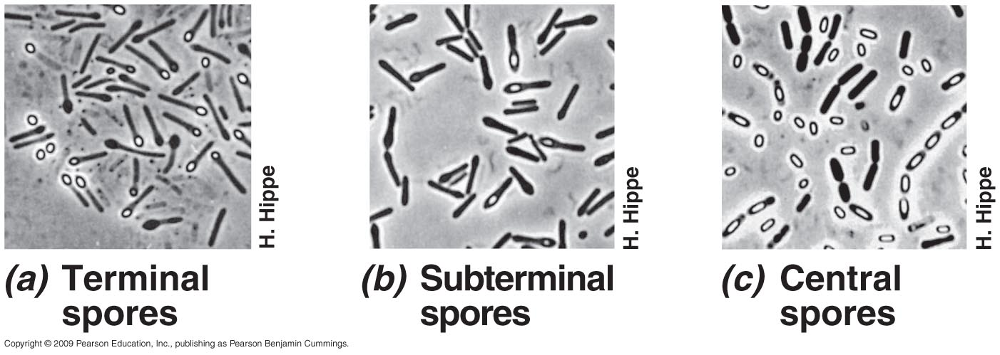 H. Hippe
(a) Terminal
spores
H. Hippe
(b) Subterminal
spores
H. Hippe
(c) Central
spores
Copyright © 2009 Pearson Education, Inc., publishing as Pearson Benjamin Cummings.